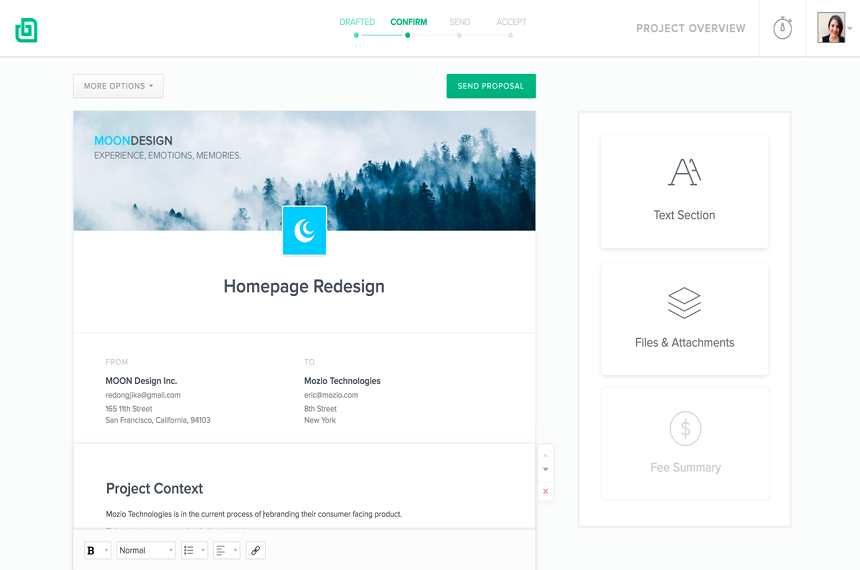 DRAFTED CONFIRM SEND ACCEPT
PROJECT OVERVIEW
MORE OPTIONS
SEND PROPOSAL
MOONDESIGN
EXPERIENCE, EMOTIONS, MEMORIES.
Homepage Redesign
FROM
MOON Design Inc.
redongjika@gmail.com
165 11th Street
San Francisco, California, 94103
TO
Mozio Technologies
eric@mozio.com
8th Street
New York
Project Context
Mozio Technologies is in the current process of rebranding their consumer facing product.
B Normal
Text Section
Files & Attachments
$
Fee Summary